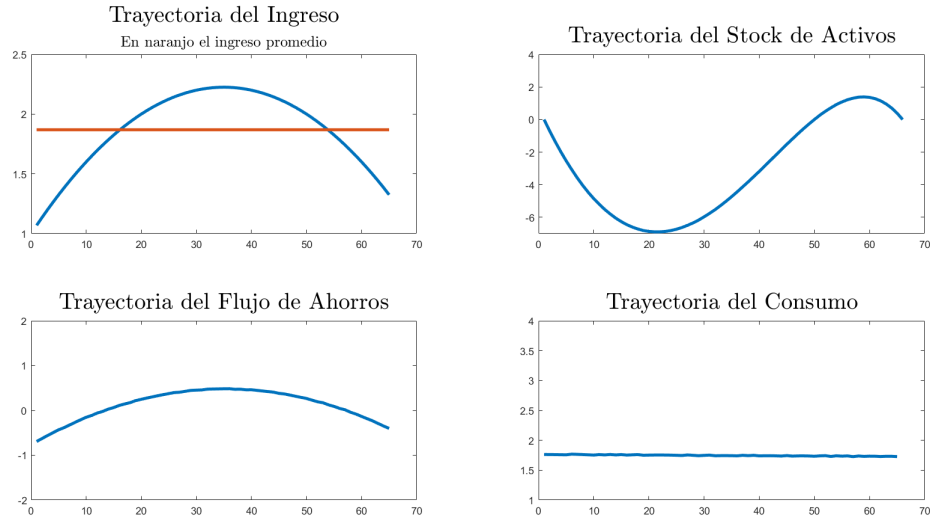 Trayectoria del Ingreso
En naranjo el ingreso promedio
2.5
2
1.5
1
0 10 20 30 40 50 60 70
Trayectoria del Stock de Activos
4
2
0
-2
-4
-6
0 10 20 30 40 50 60 70
Trayectoria del Flujo de Ahorros
2
1
0
-1
-2
0 10 20 30 40 50 60 70
Trayectoria del Consumo
4
3.5
3
2.5
2
1.5
1
0 10 20 30 40 50 60 70